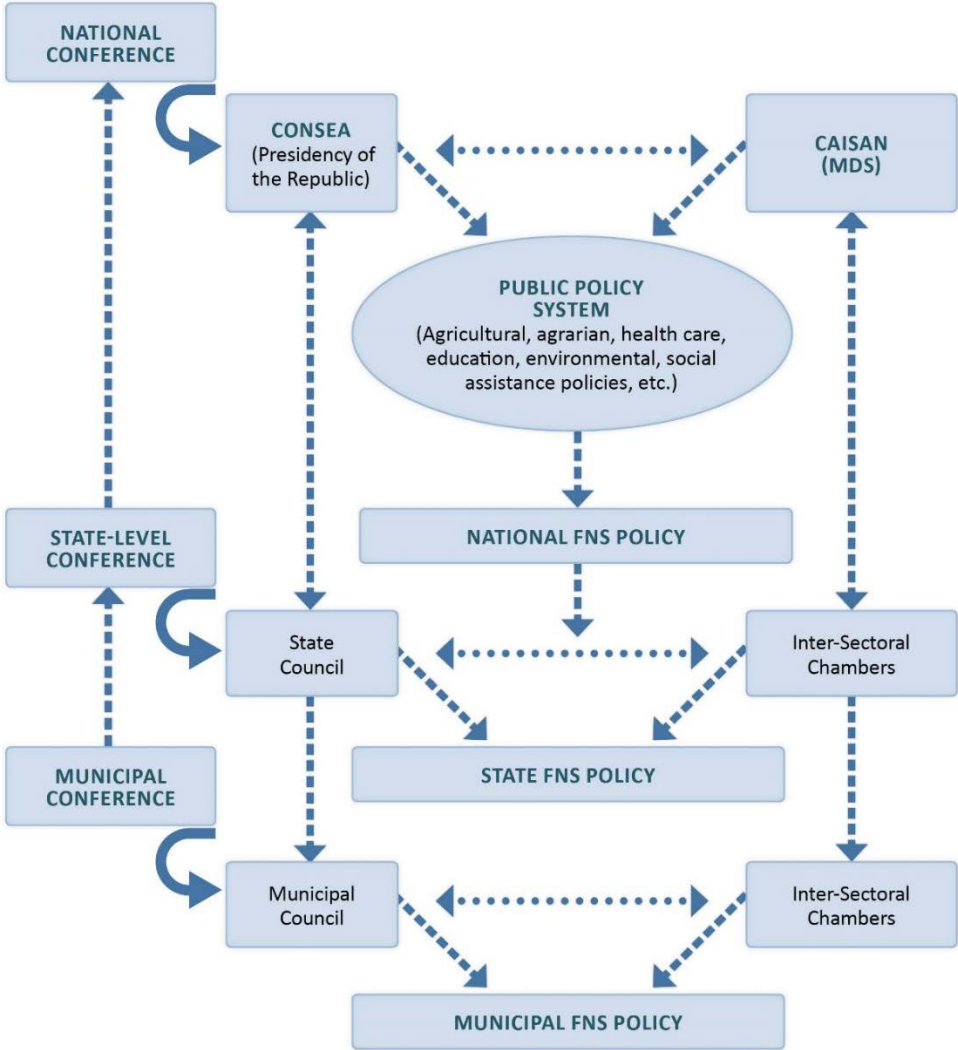 NATIONAL
CONFERENCE
CONSEA
(Presidency of
the Republic)
CAISAN
(MDS)
PUBLIC POLICY
SYSTEM
(Agricultural, agrarian, health care,
education, environmental, social
assistance policies, etc.)
STATE-LEVEL
CONFERENCE
NATIONAL FNS POLICY
State
Council
Inter-Sectoral
Chambers
MUNICIPAL
CONFERENCE
STATE FNS POLICY
Municipal
Council
Inter-Sectoral
Chambers
MUNICIPAL FNS POLICY